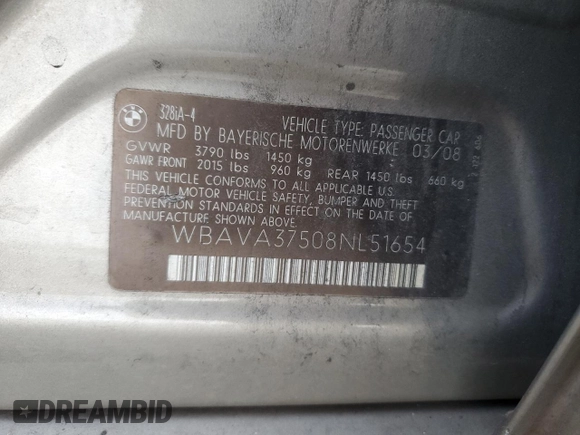 BMW
328iA-4
VEHICLE TYPE: PASSENGER CAR
MFD BY BAYERISCHE MOTORENWERKE 03/08
GVWR 3790 lbs 1450 kg
GAWR FRONT 2015 lbs 960 kg REAR 1450 lbs 660 kg
THIS VEHICLE CONFORMS TO ALL APPLICABLE U.S.
FEDERAL MOTOR VEHICLE SAFETY, BUMPER AND THEFT
PREVENTION STANDARDS IN EFFECT ON THE DATE OF
MANUFACTURE SHOWN ABOVE.
WBAVA37508NL51654
DREAMBID